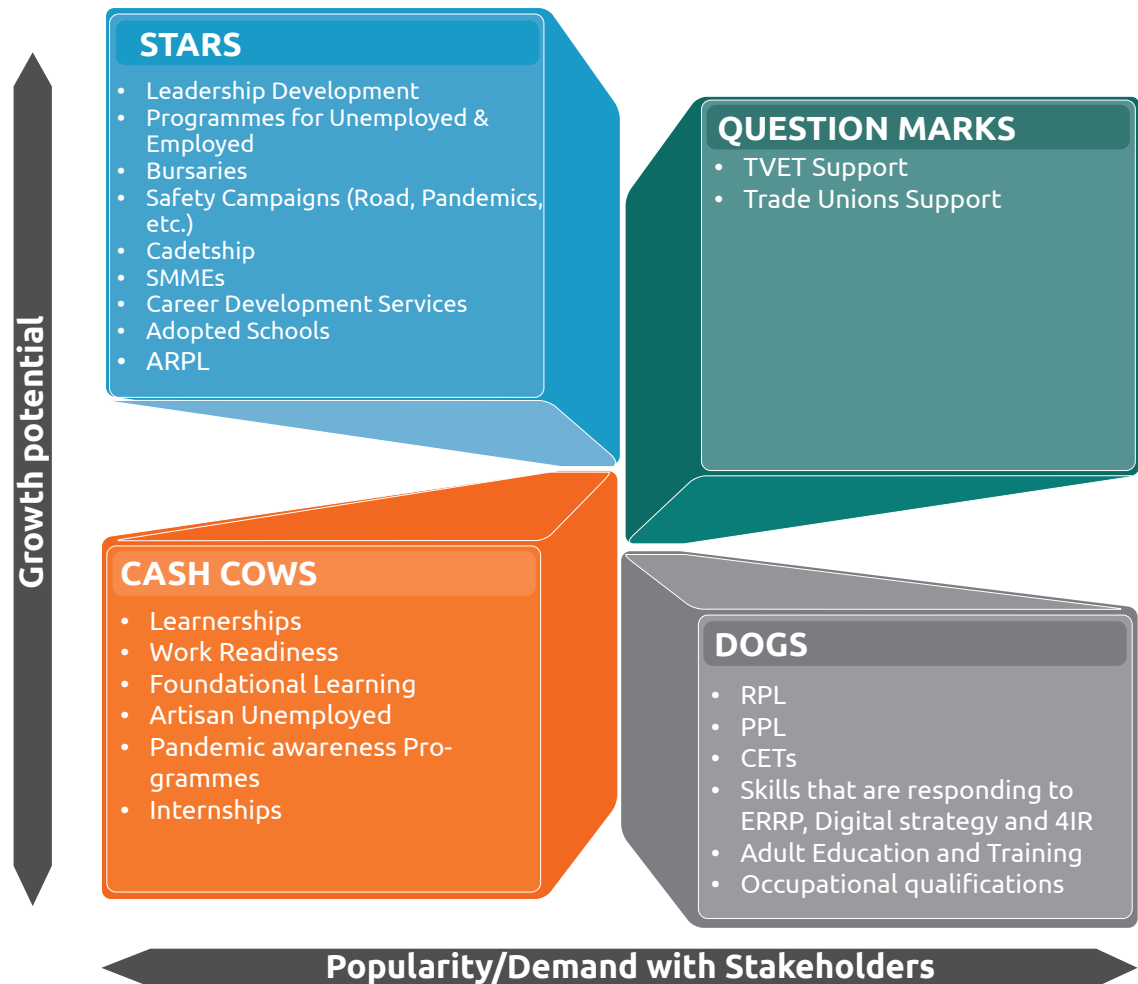 Growth potential
STARS
• Leadership Development
• Programmes for Unemployed &
Employed
• Bursaries
• Safety Campaigns (Road, Pandemics,
etc.)
• Cadetship
• SMMEs
• Career Development Services
• Adopted Schools
• ARPL
QUESTION MARKS
• TVET Support
• Trade Unions Support
CASH COWS
• Learnerships
• Work Readiness
• Foundational Learning
• Artisan Unemployed
• Pandemic awareness Pro-
grammes
• Internships
DOGS
• RPL
• PPL
• CETs
• Skills that are responding to
ERRP, Digital strategy and 4IR
• Adult Education and Training
• Occupational qualifications
Popularity/Demand with Stakeholders